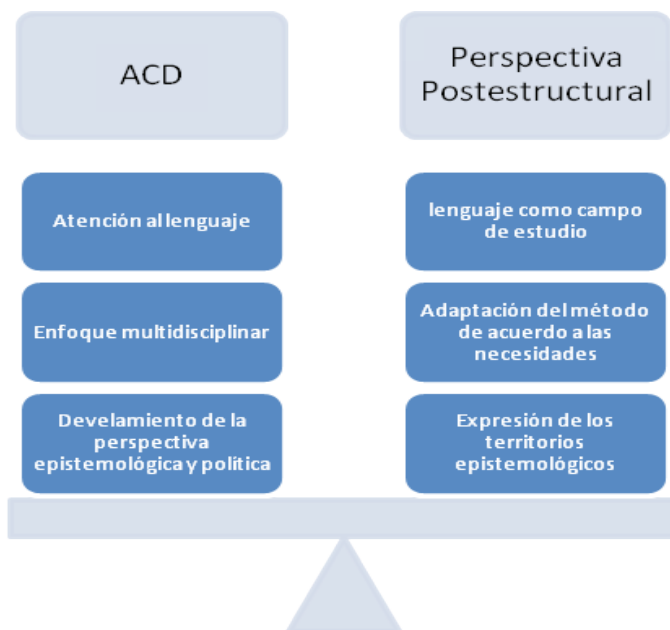 ACD
Perspectiva
Postestructural
Atención al lenguaje
lenguaje como campo
de estudio
Enfoque multidisciplinar
Adaptación del método
de acuerdo a las
necesidades
Develamiento de la
perspectiva
epistemológica y política
Expresión de los
territorios
epistemológicos